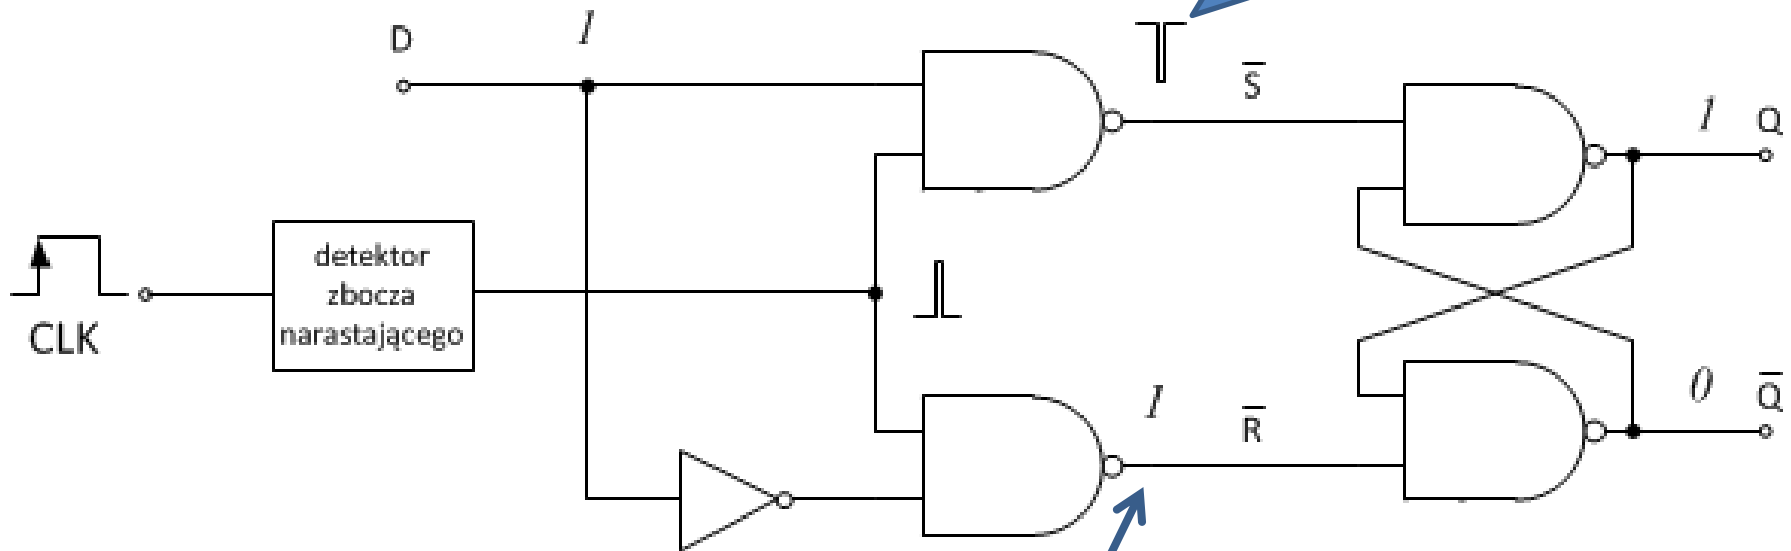 D
1
S̅
1
Q
detektor
zbocza
narastającego
CLK
1
R̅
0
Q̅